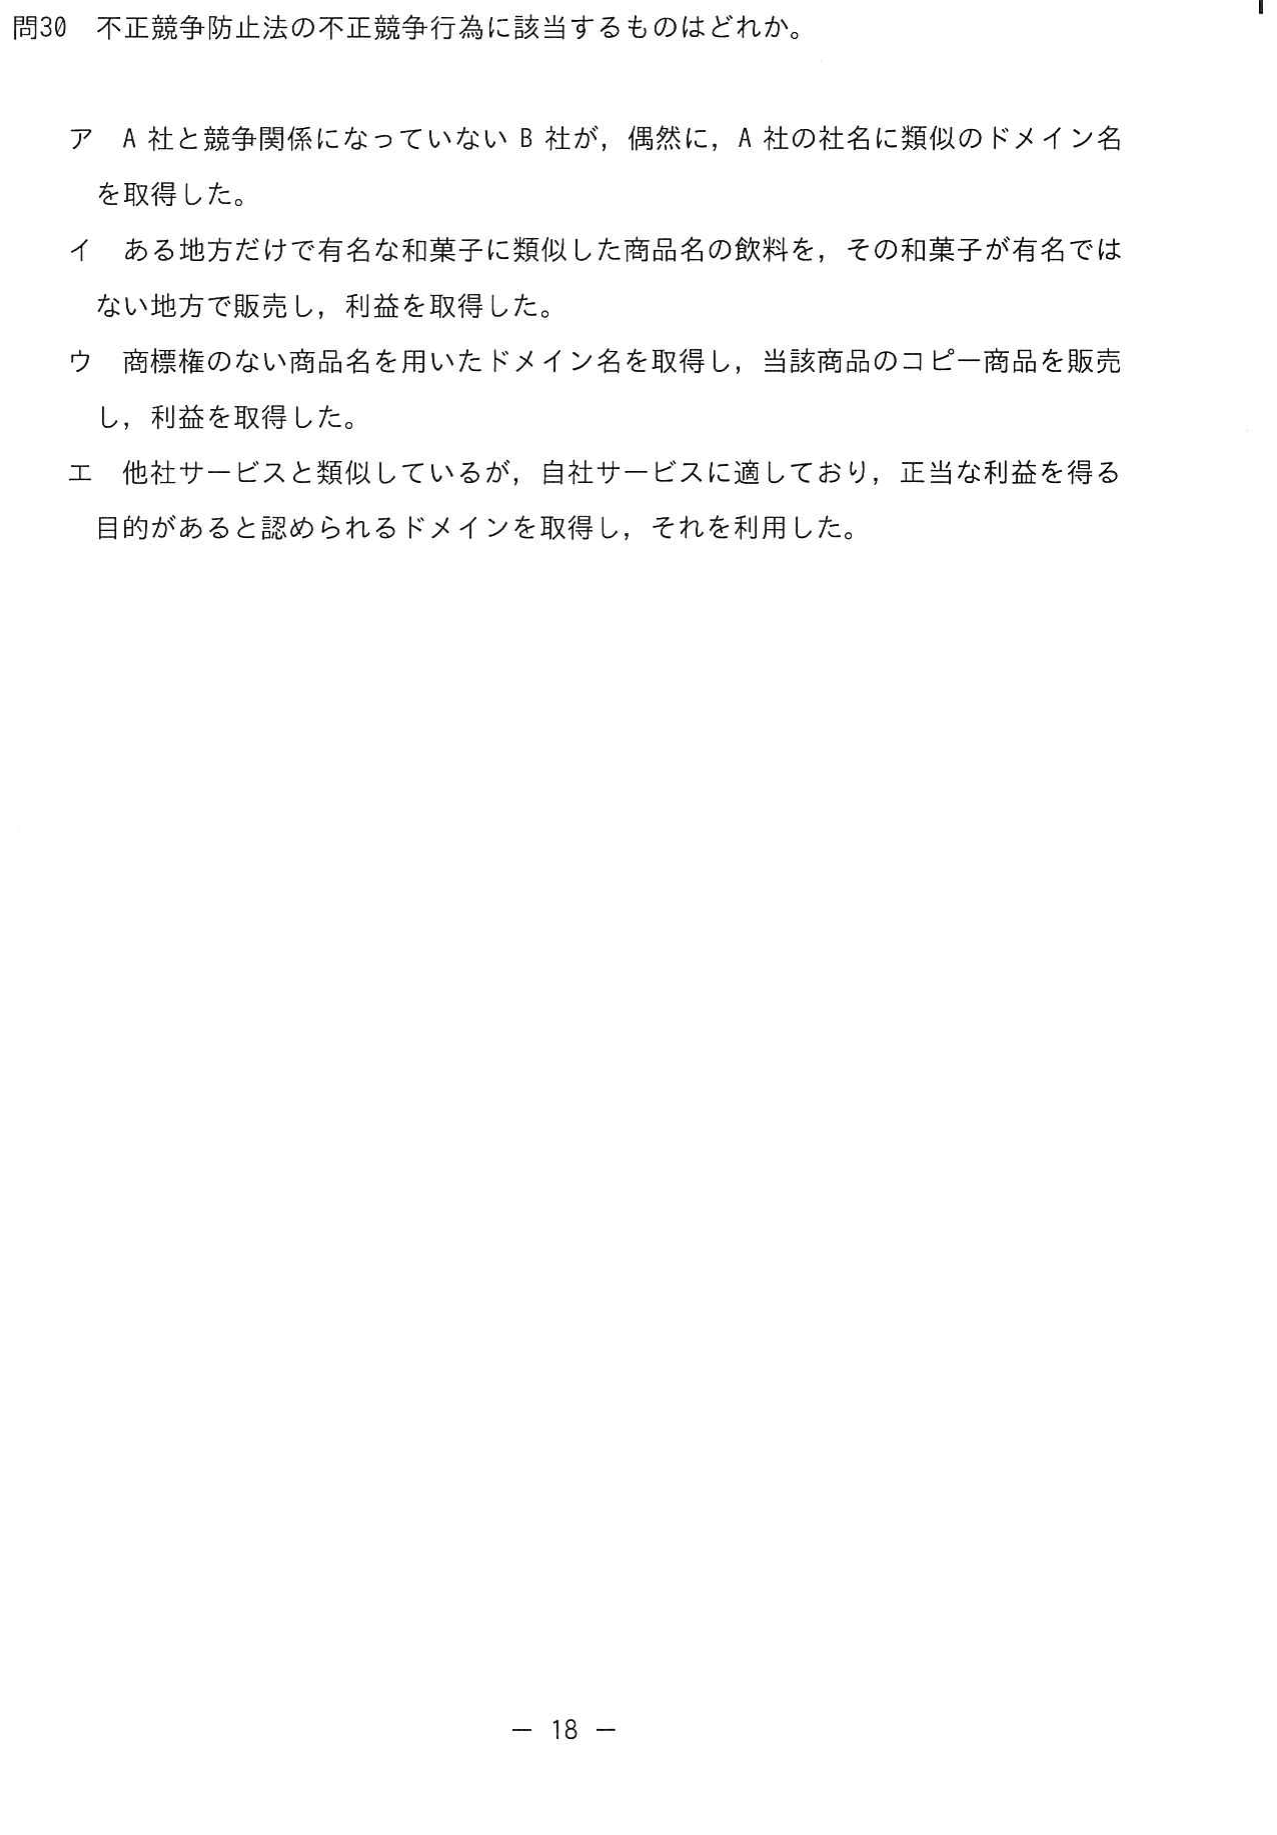 問30　不正競争防止法の不正競争行為に該当するものはどれか。
ア　A 社と競争関係になっていない B 社が，偶然に，A 社の社名に類似のドメイン名
を取得した。
イ　ある地方だけで有名な和菓子に類似した商品名の飲料を，その和菓子が有名では
ない地方で販売し，利益を取得した。
ウ　商標権のない商品名を用いたドメイン名を取得し，当該商品のコピー商品を販売
し，利益を取得した。
エ　他社サービスと類似しているが，自社サービスに適しており，正当な利益を得る
目的があると認められるドメインを取得し，それを利用した。
― 18 ―